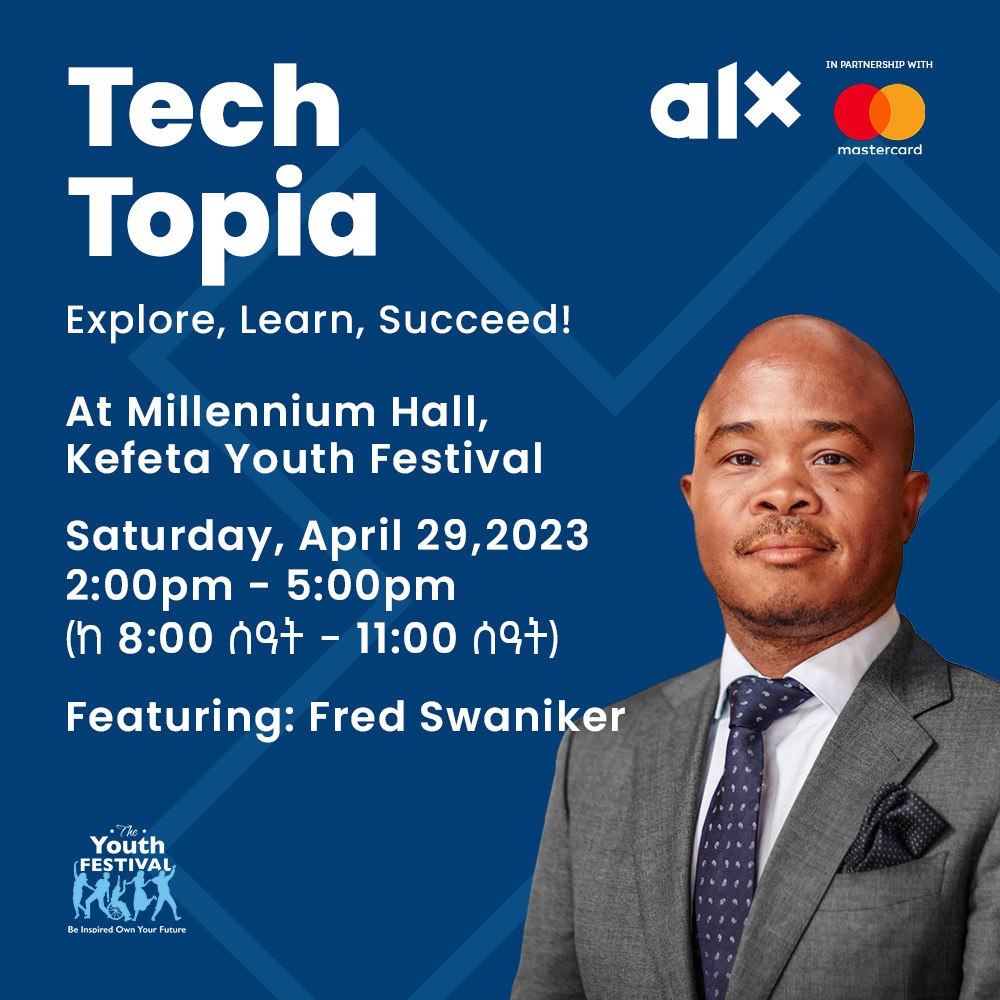 Tech
Topia
alx
IN PARTNERSHIP WITH
mastercard
Explore, Learn, Succeed!
At Millennium Hall,
Kefeta Youth Festival
Saturday, April 29,2023
2:00pm - 5:00pm
(ከ 8:00 ሰዓት - 11:00 ሰዓት)
Featuring: Fred Swaniker
The
Youth
FESTIVAL
Be Inspired Own Your Future